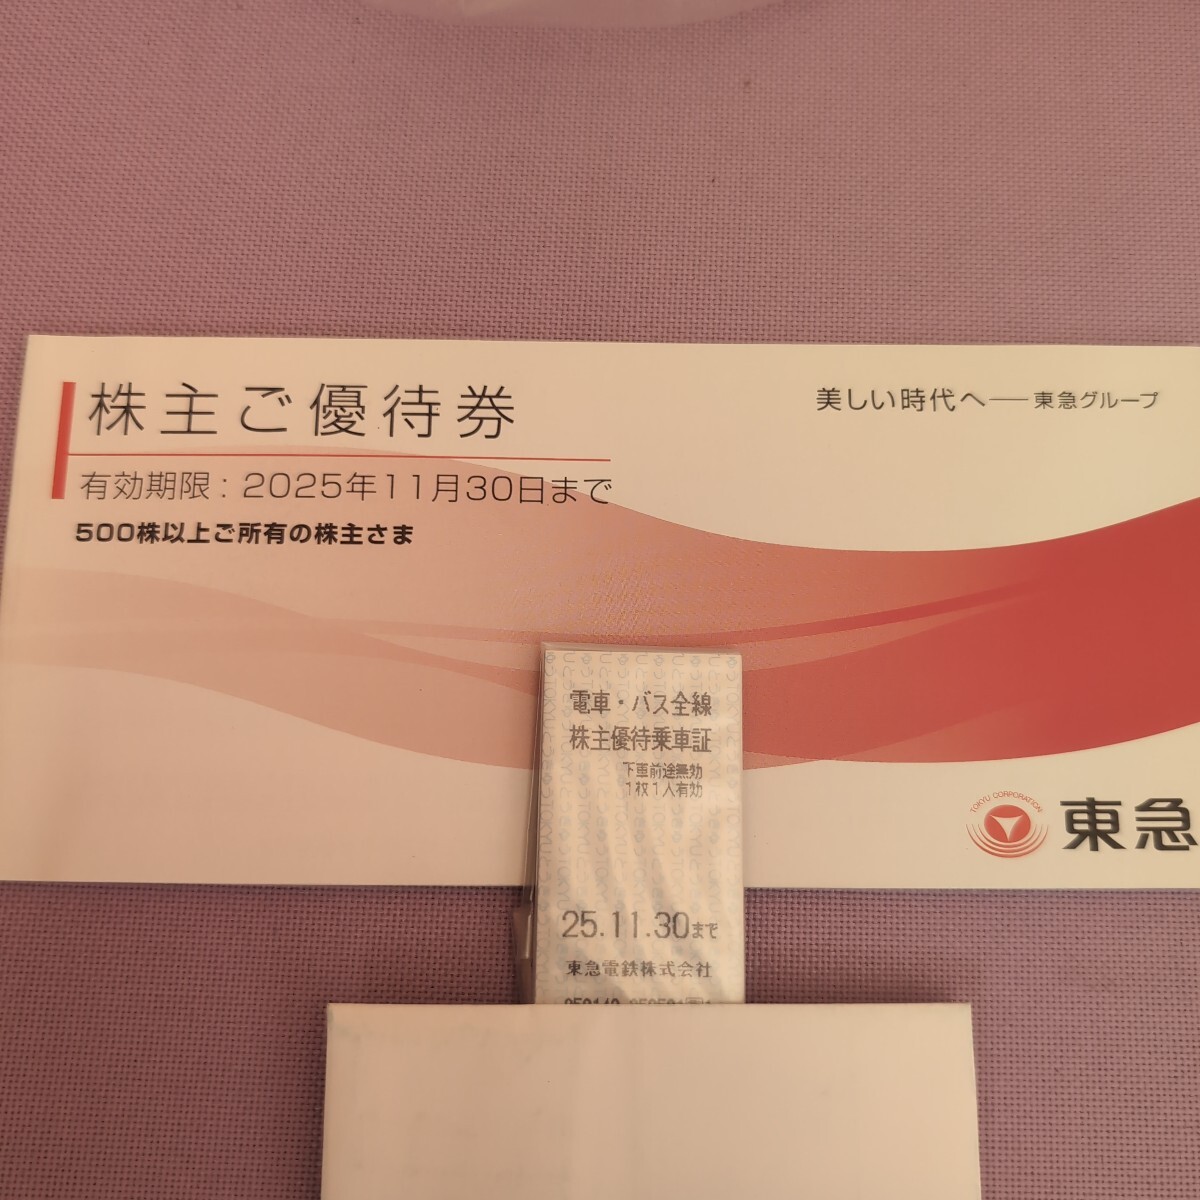 株主ご優待券
美しい時代へ──東急グループ
有効期限：2025年11月30日まで
500株以上ご所有の株主さま
TOKYU CORPORATION
東急
電車・バス全線
株主優待乗車証
下車前途無効
1枚1人有効
25.11.30まで
東急電鉄株式会社